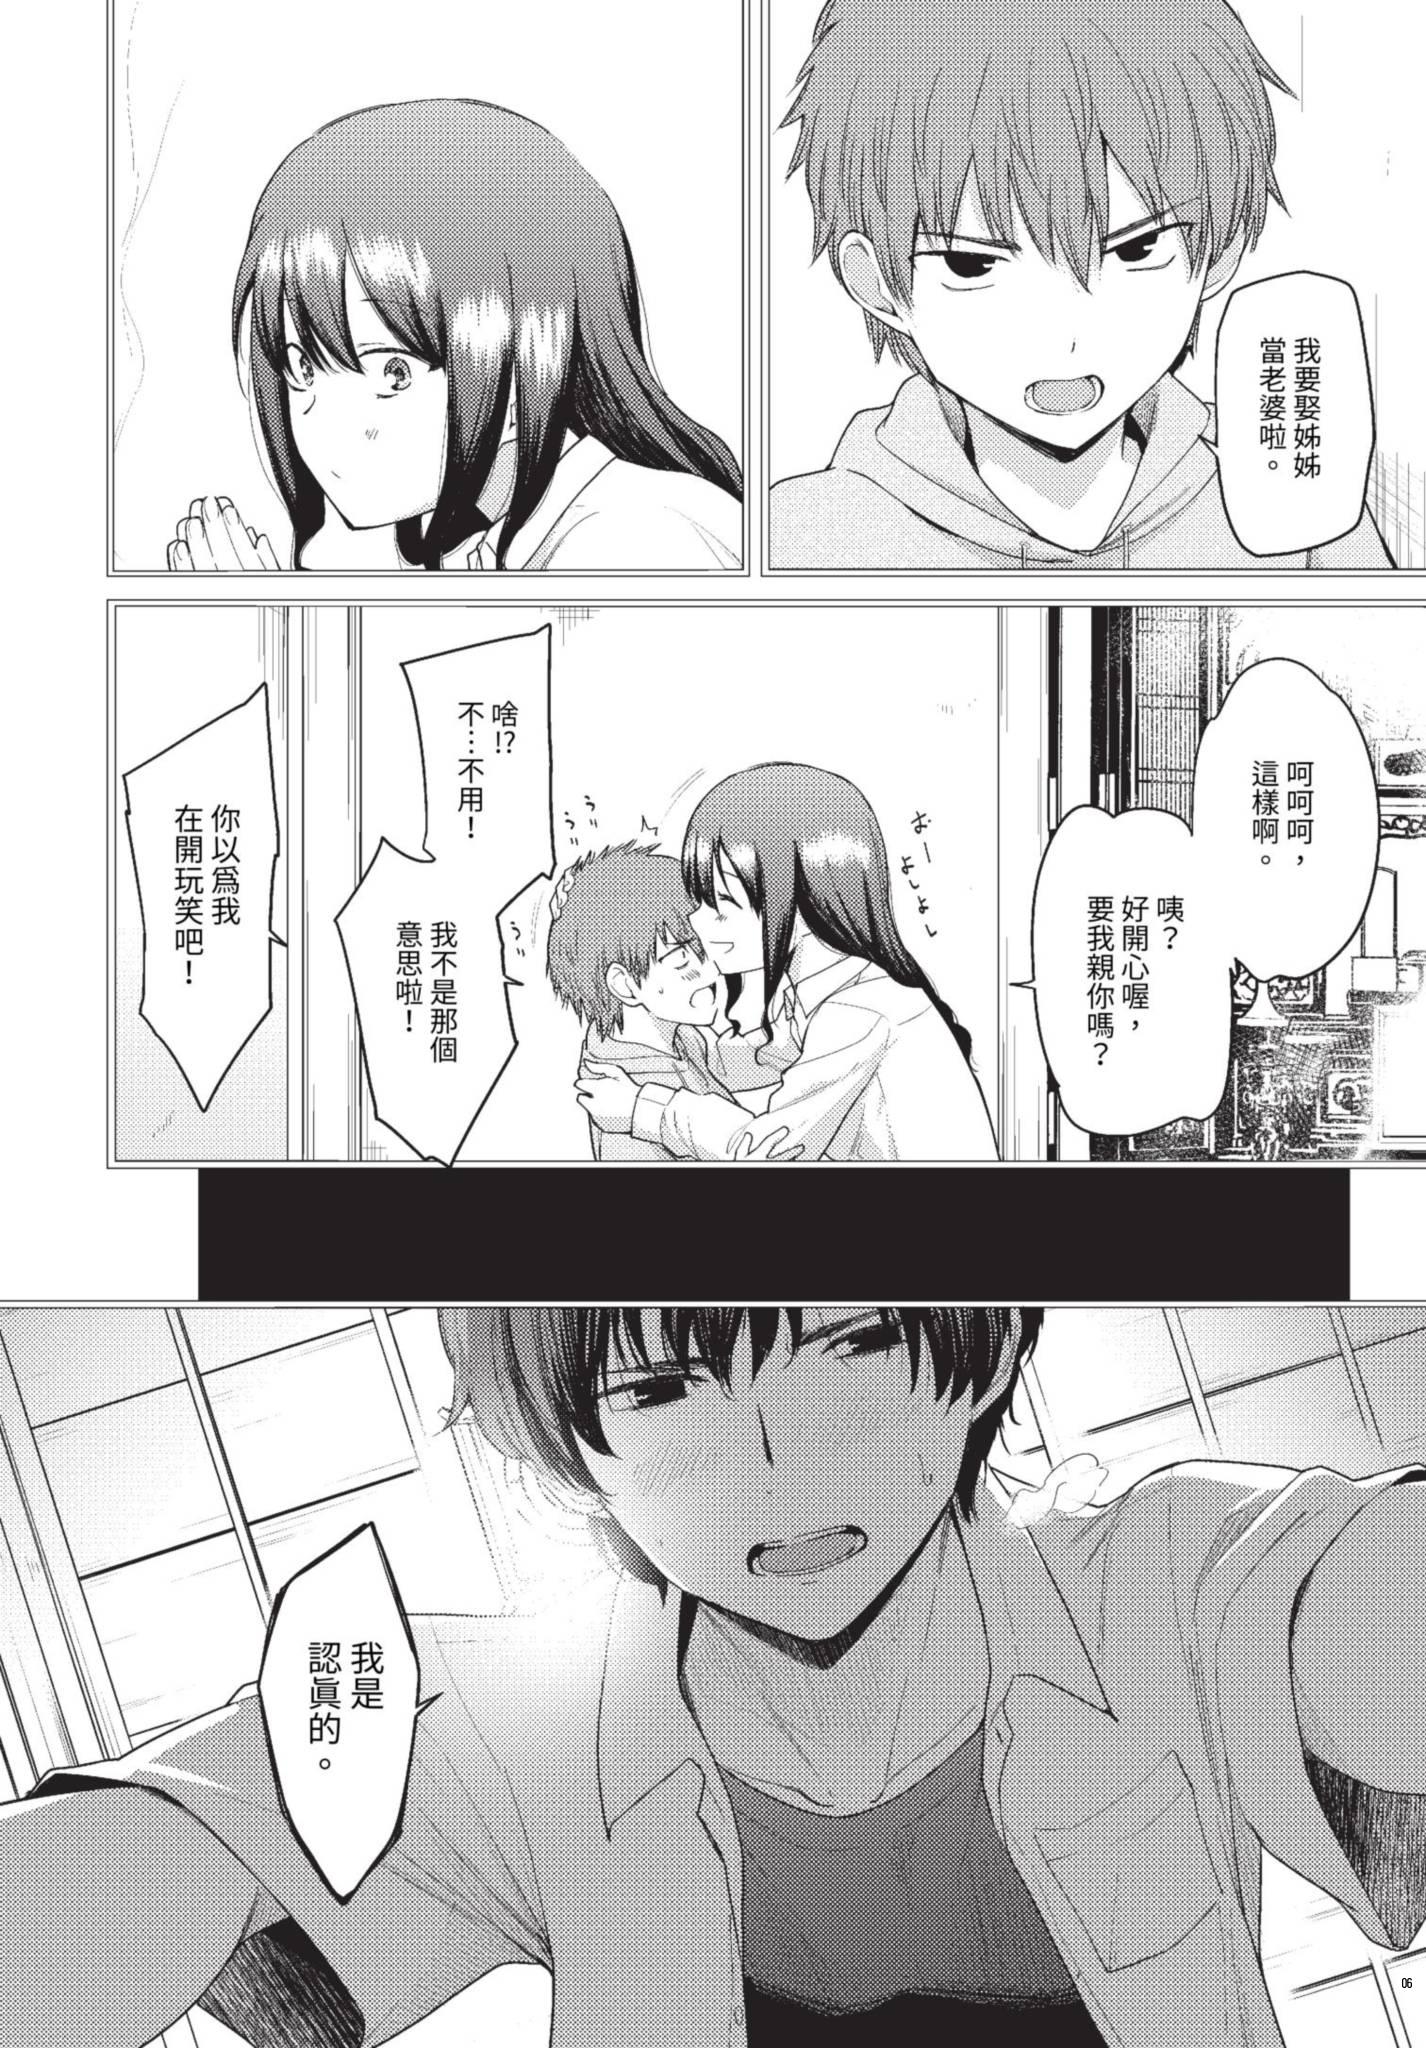 我要娶姊姊
當老婆啦。
呵呵呵，
這樣啊。
咦？
好開心喔，
要我親你嗎？
おー
よしよし
啥!?
不…不用！
ううう
我不是那個
意思啦！
你以爲我
在開玩笑吧！
我是
認眞的。
06